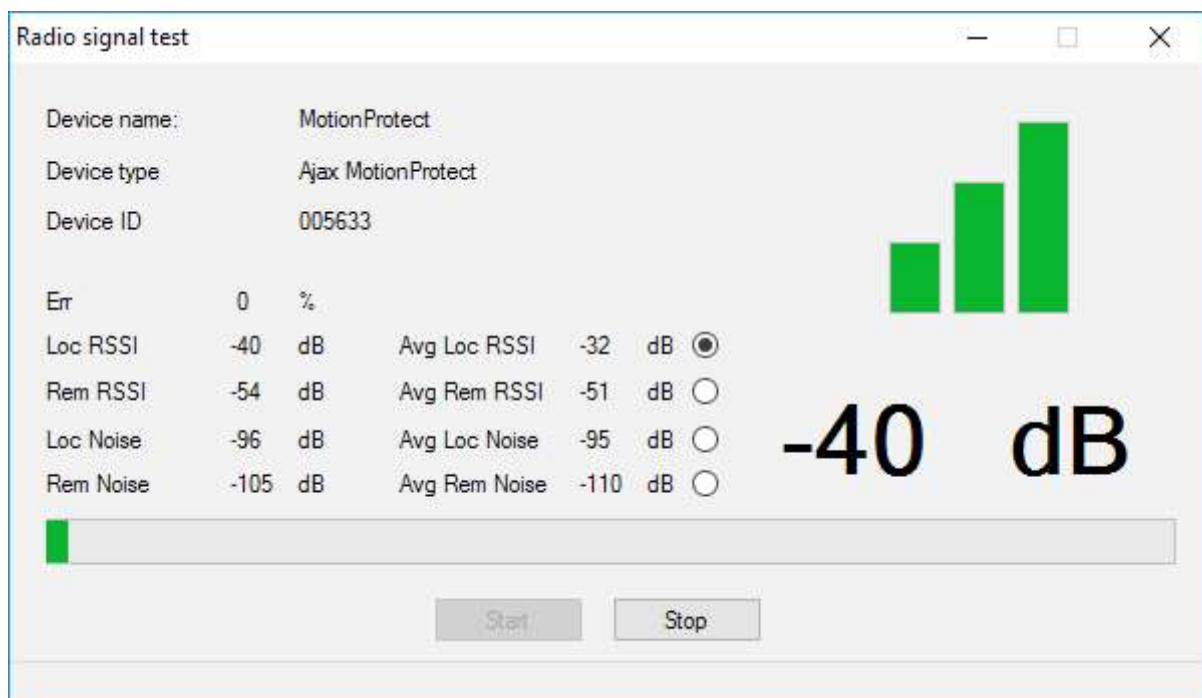 Radio signal test
Device name: MotionProtect
Device type Ajax MotionProtect
Device ID 005633
Err 0 %
Loc RSSI -40 dB Avg Loc RSSI -32 dB
Rem RSSI -54 dB Avg Rem RSSI -51 dB
Loc Noise -96 dB Avg Loc Noise -95 dB
Rem Noise -105 dB Avg Rem Noise -110 dB
-40 dB
Start Stop